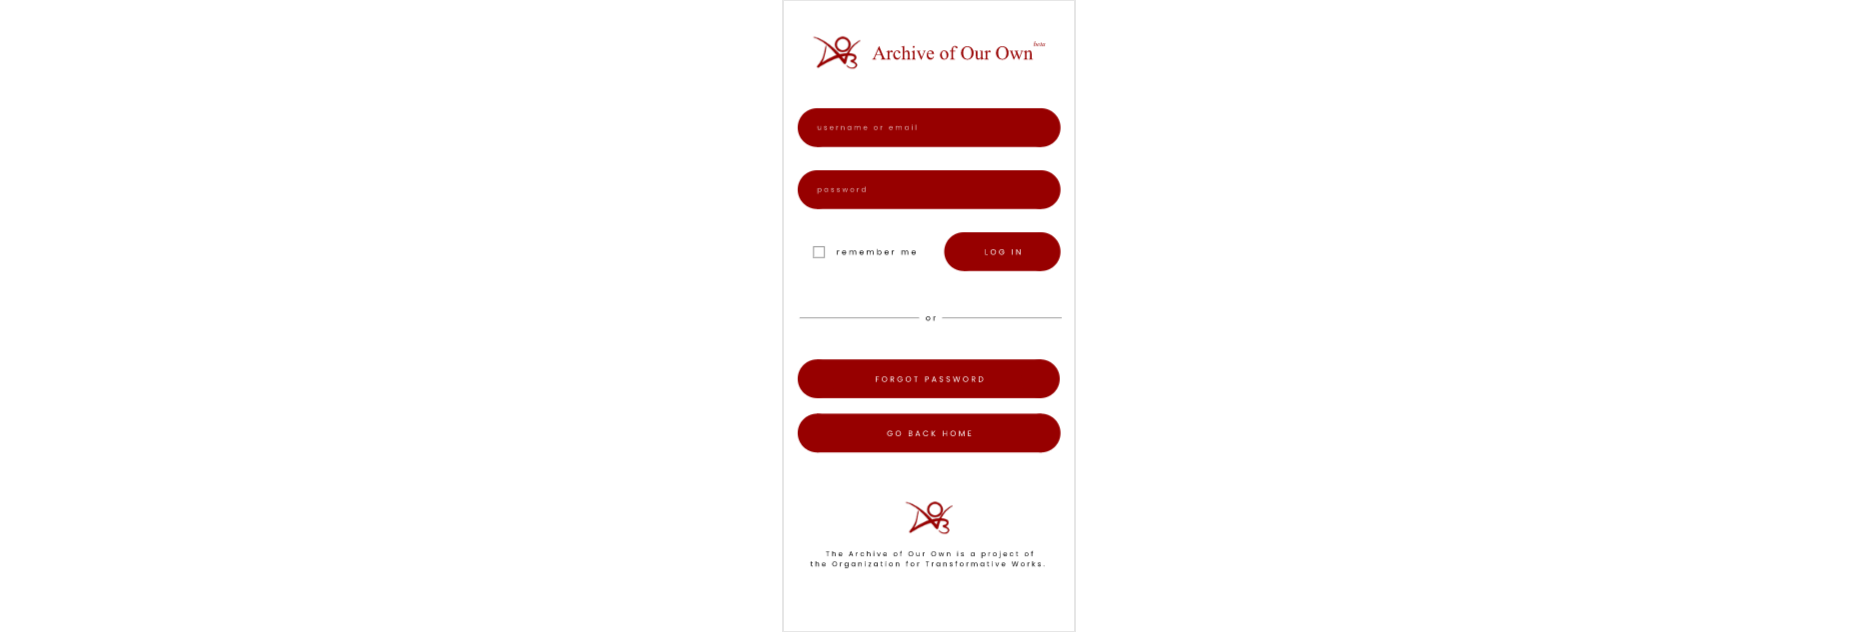 Archive of Our Own beta
username or email
password
remember me
LOG IN
or
FORGOT PASSWORD
GO BACK HOME
The Archive of Our Own is a project of
the Organization for Transformative Works.